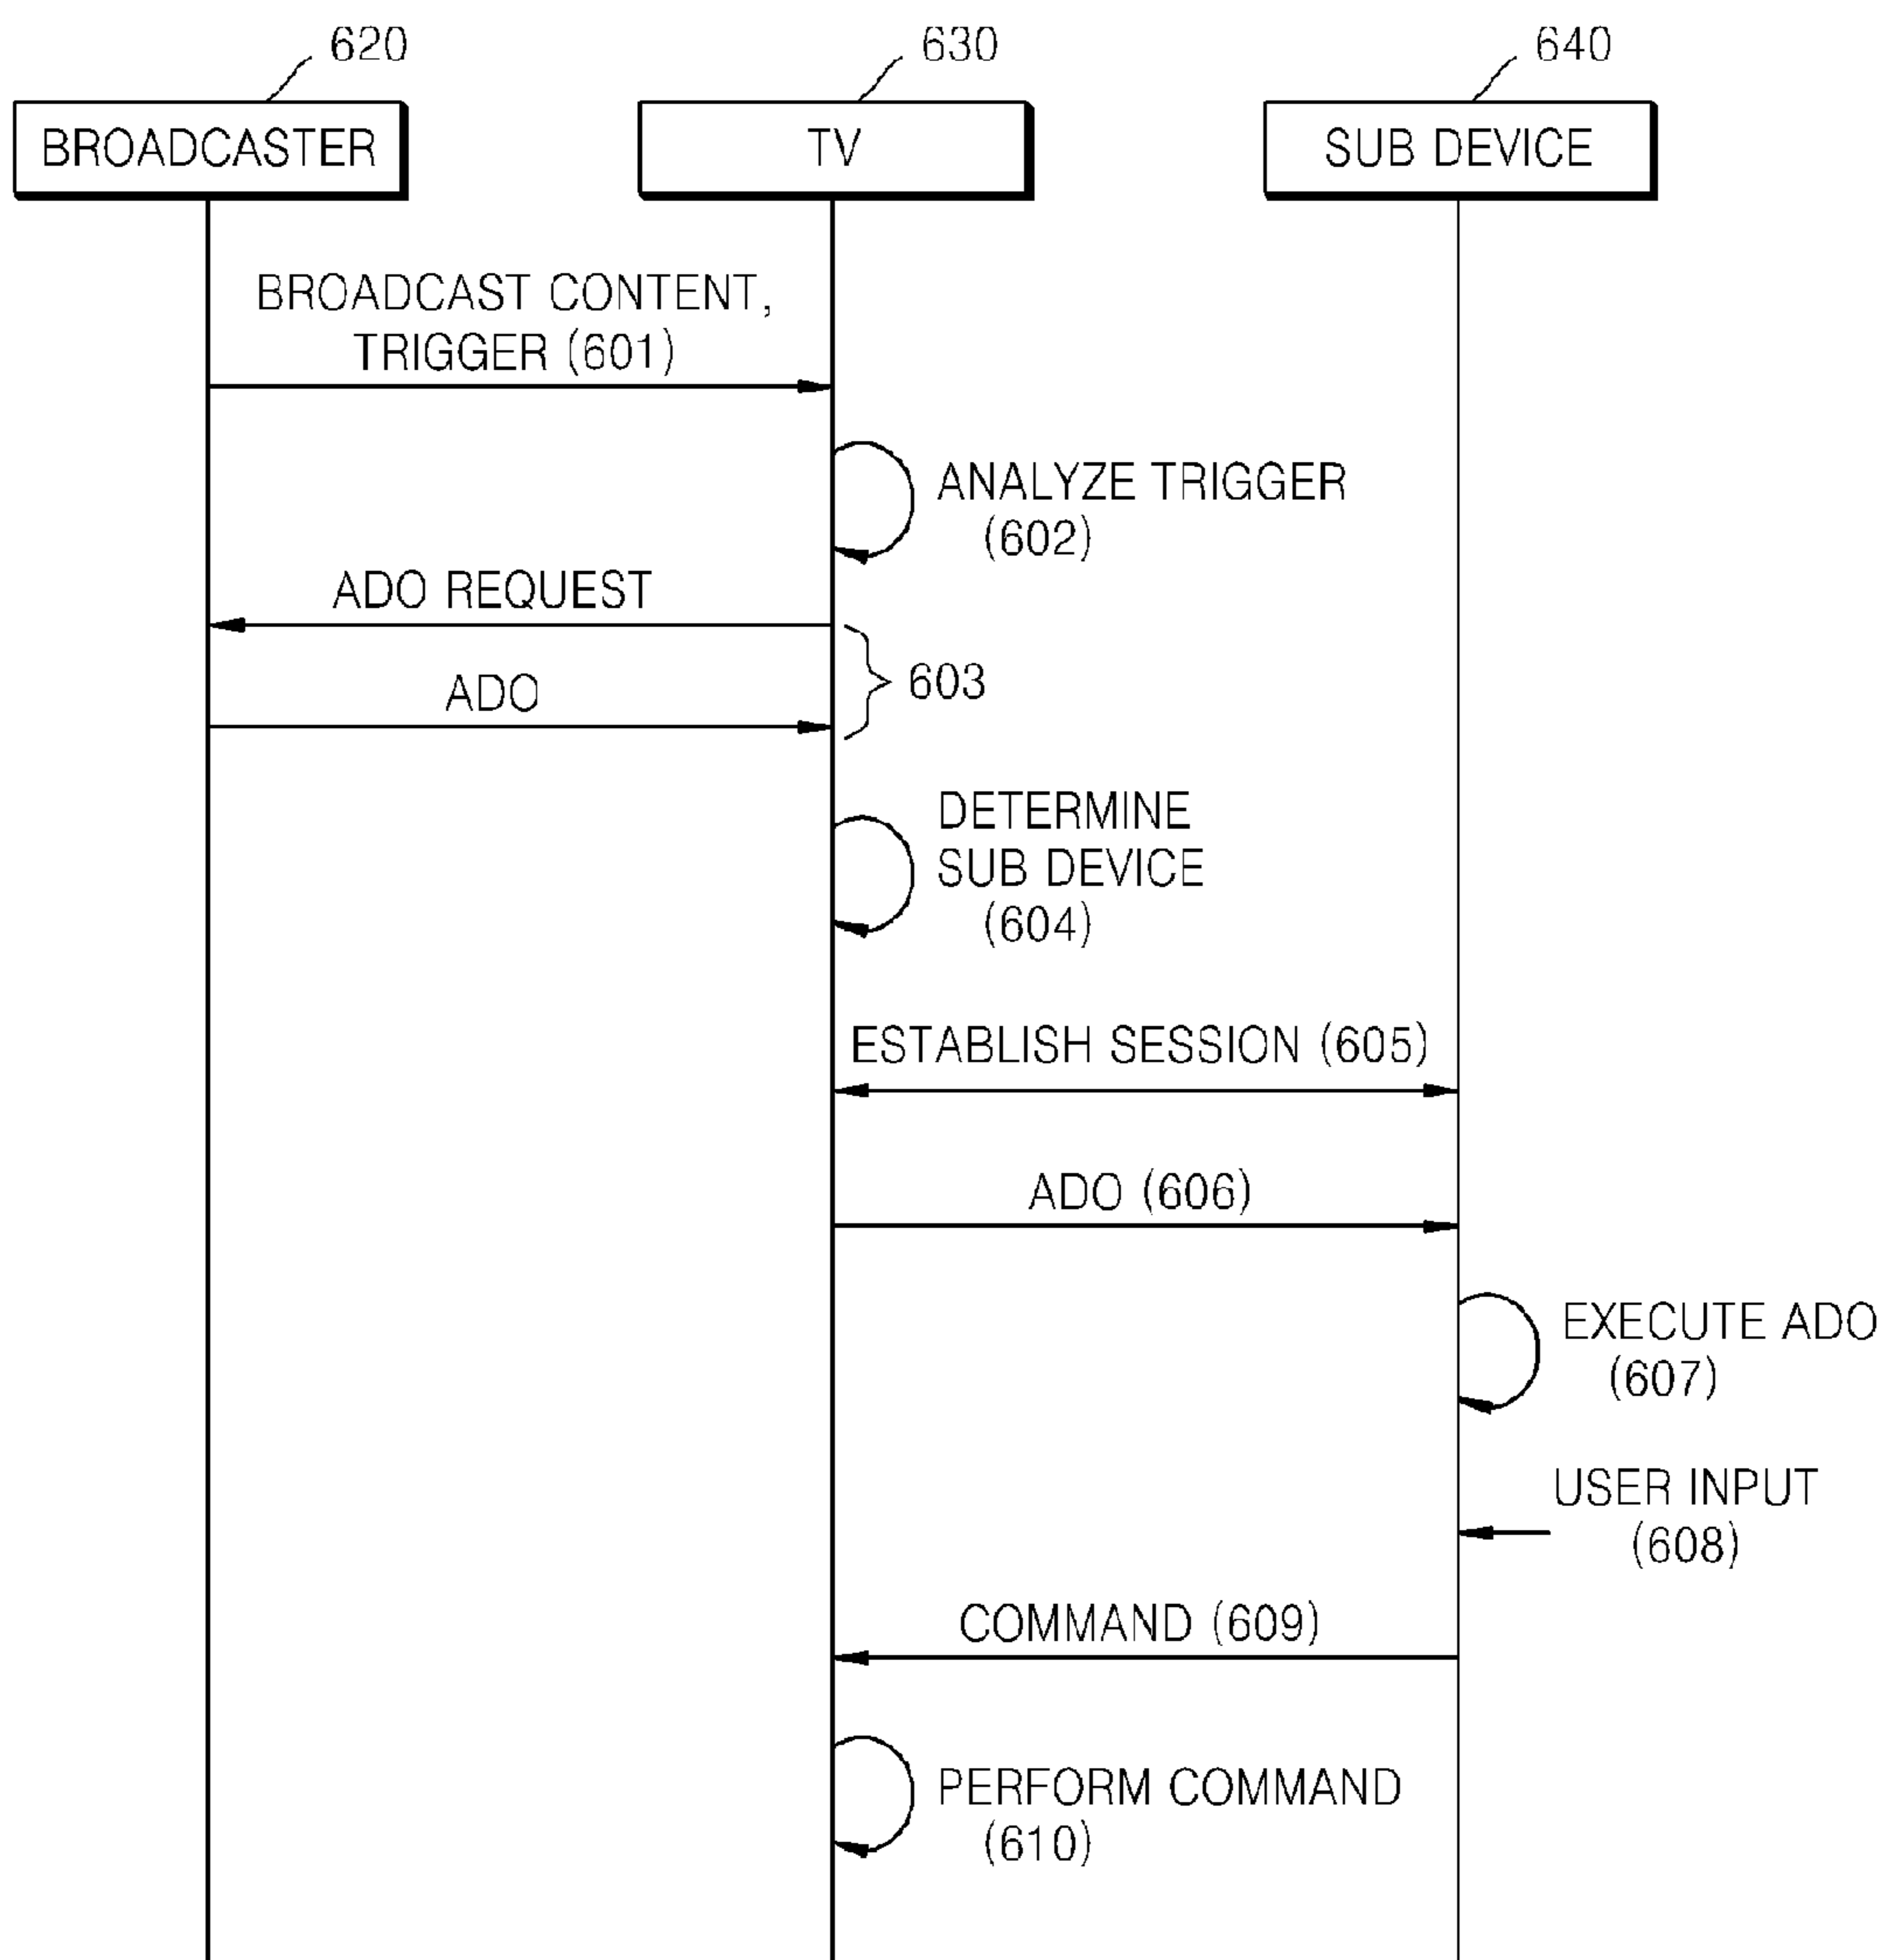 620
630
640
BROADCASTER
TV
SUB DEVICE
BROADCAST CONTENT,
TRIGGER (601)
ANALYZE TRIGGER
(602)
ADO REQUEST
603
ADO
DETERMINE
SUB DEVICE
(604)
ESTABLISH SESSION (605)
ADO (606)
EXECUTE ADO
(607)
USER INPUT
(608)
COMMAND (609)
PERFORM COMMAND
(610)